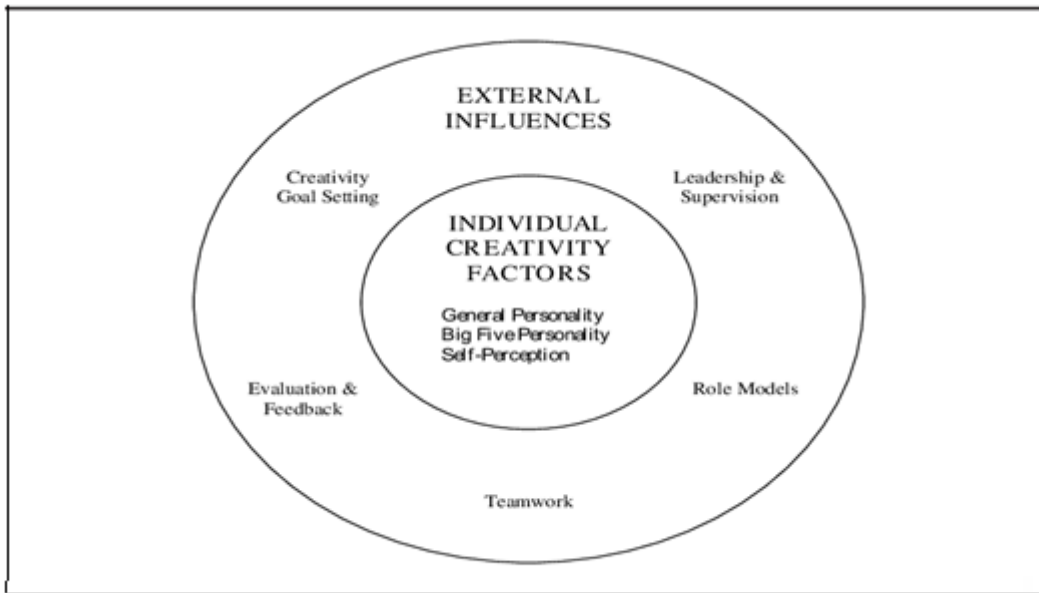 EXTERNAL
INFLUENCES
Creativity
Goal Setting
Leadership &
Supervision
INDIVIDUAL
CREATIVITY
FACTORS
General Personality
Big Five Personality
Self-Perception
Evaluation &
Feedback
Role Models
Teamwork